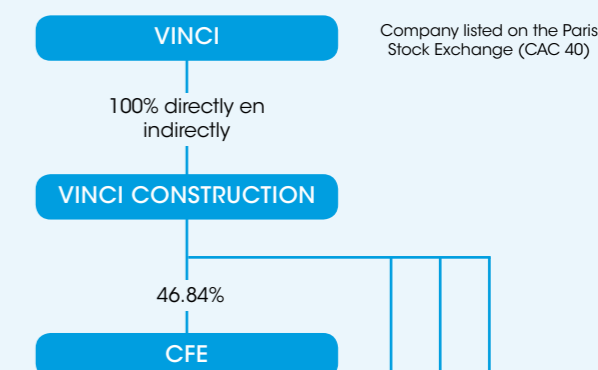 VINCI
Company listed on the Paris
Stock Exchange (CAC 40)
100% directly en
indirectly
VINCI CONSTRUCTION
46.84%
CFE